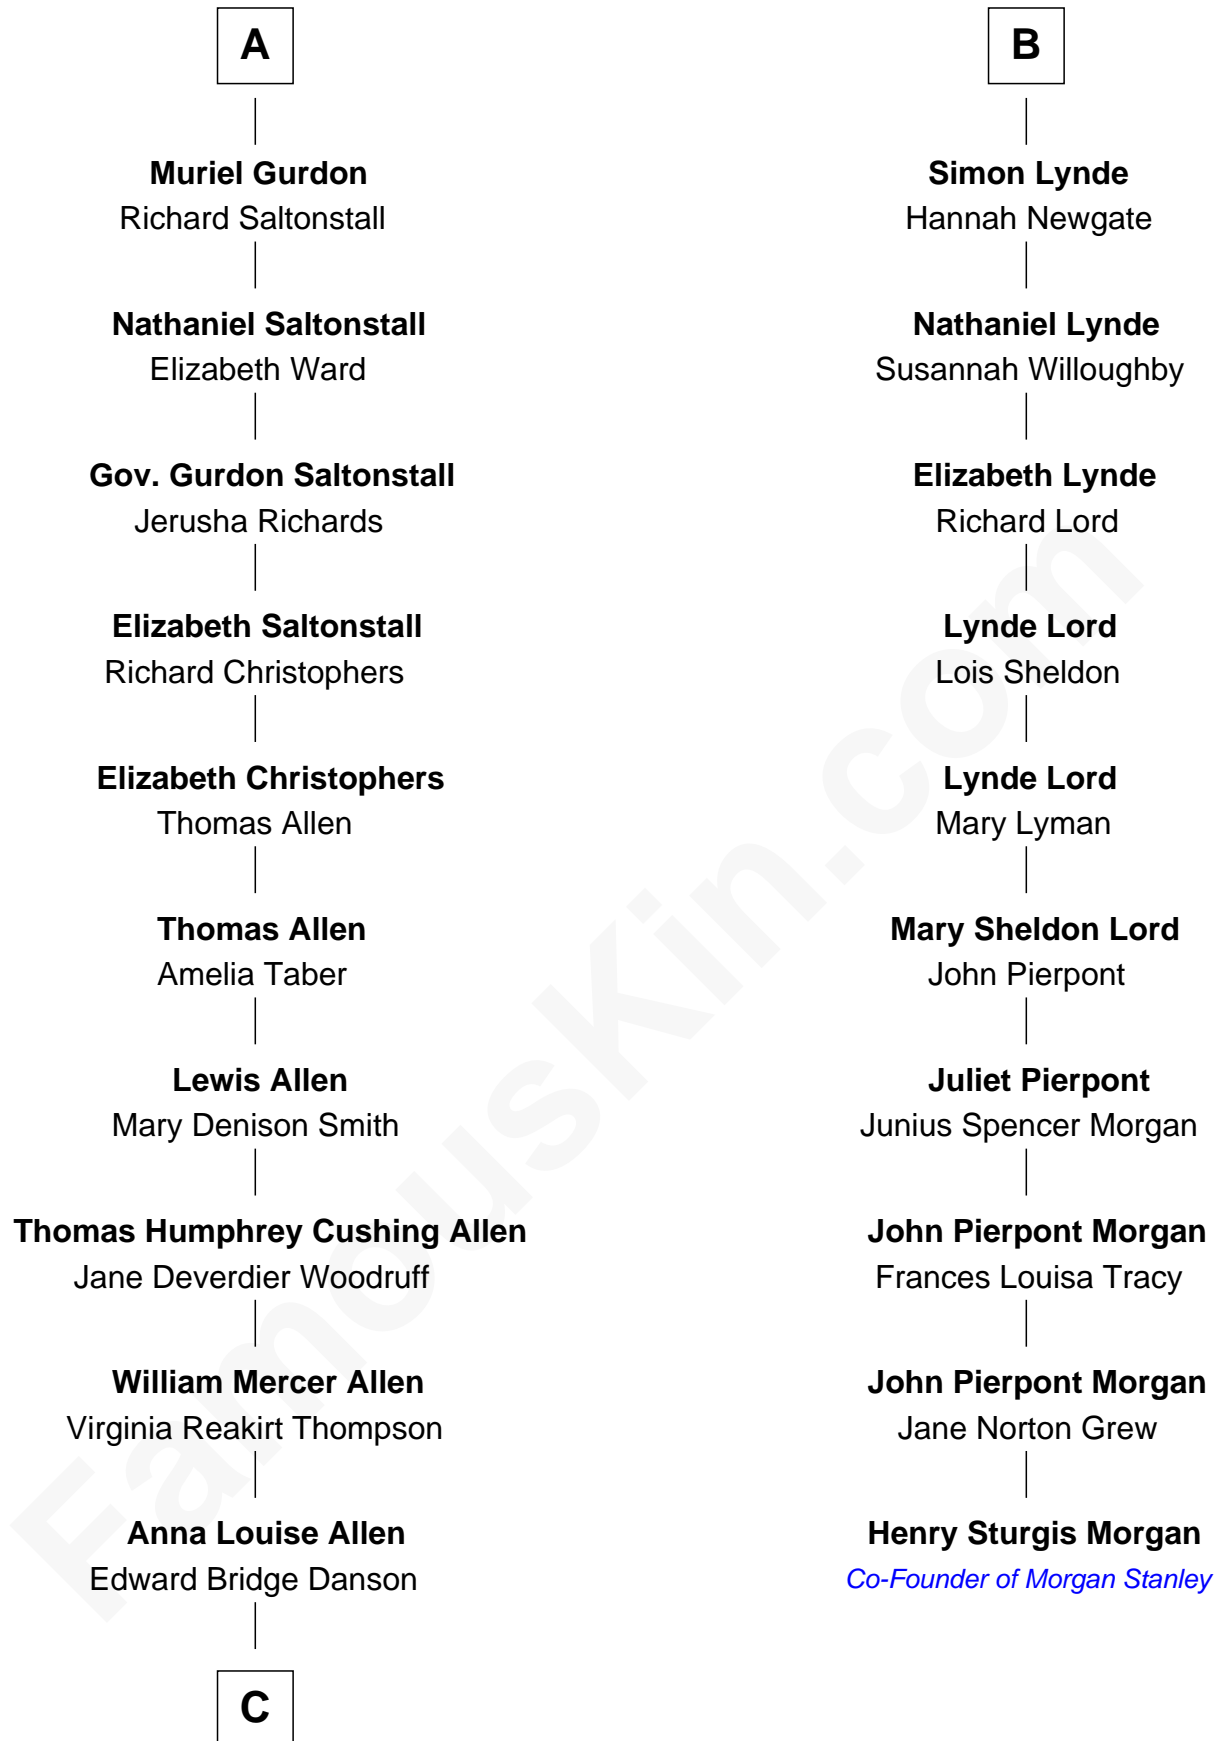 A
Muriel Gurdon
Richard Saltonstall
Nathaniel Saltonstall
Elizabeth Ward
Gov. Gurdon Saltonstall
Jerusha Richards
Elizabeth Saltonstall
Richard Christophers
Elizabeth Christophers
Thomas Allen
Thomas Allen
Amelia Taber
Lewis Allen
Mary Denison Smith
Thomas Humphrey Cushing Allen
Jane Deverdier Woodruff
William Mercer Allen
Virginia Reakirt Thompson
Anna Louise Allen
Edward Bridge Danson
C
B
Simon Lynde
Hannah Newgate
Nathaniel Lynde
Susannah Willoughby
Elizabeth Lynde
Richard Lord
Lynde Lord
Lois Sheldon
Lynde Lord
Mary Lyman
Mary Sheldon Lord
John Pierpont
Juliet Pierpont
Junius Spencer Morgan
John Pierpont Morgan
Frances Louisa Tracy
John Pierpont Morgan
Jane Norton Grew
Henry Sturgis Morgan
Co-Founder of Morgan Stanley
FamousKin.com